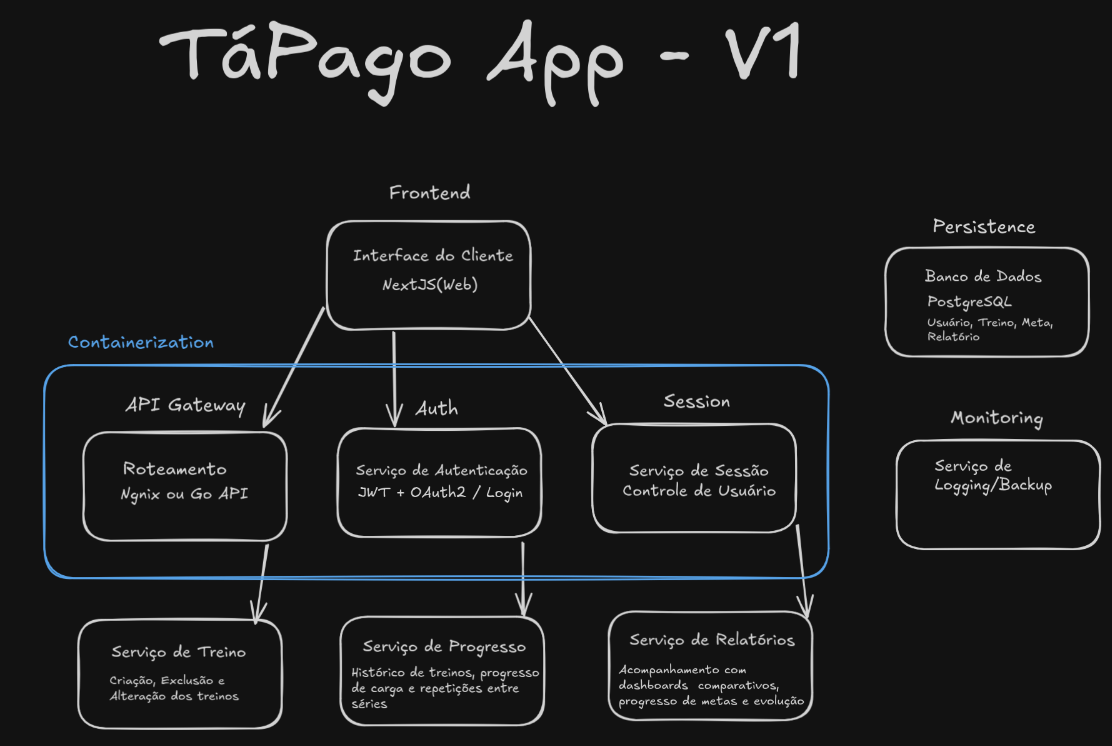 TáPago App - V1
Frontend
Interface do Cliente
NextJS(Web)
Persistence
Banco de Dados
PostgreSQL
Usuário, Treino, Meta,
Relatório
Containerization
API Gateway
Roteamento
Ngnix ou Go API
Auth
Serviço de Autenticação
JWT + OAuth2 / Login
Session
Serviço de Sessão
Controle de Usuário
Monitoring
Serviço de
Logging/Backup
Serviço de Treino
Criação, Exclusão e
Alteração dos treinos
Serviço de Progresso
Histórico de treinos, progresso
de carga e repetições entre
séries
Serviço de Relatórios
Acompanhamento com
dashboards comparativos,
progresso de metas e evolução